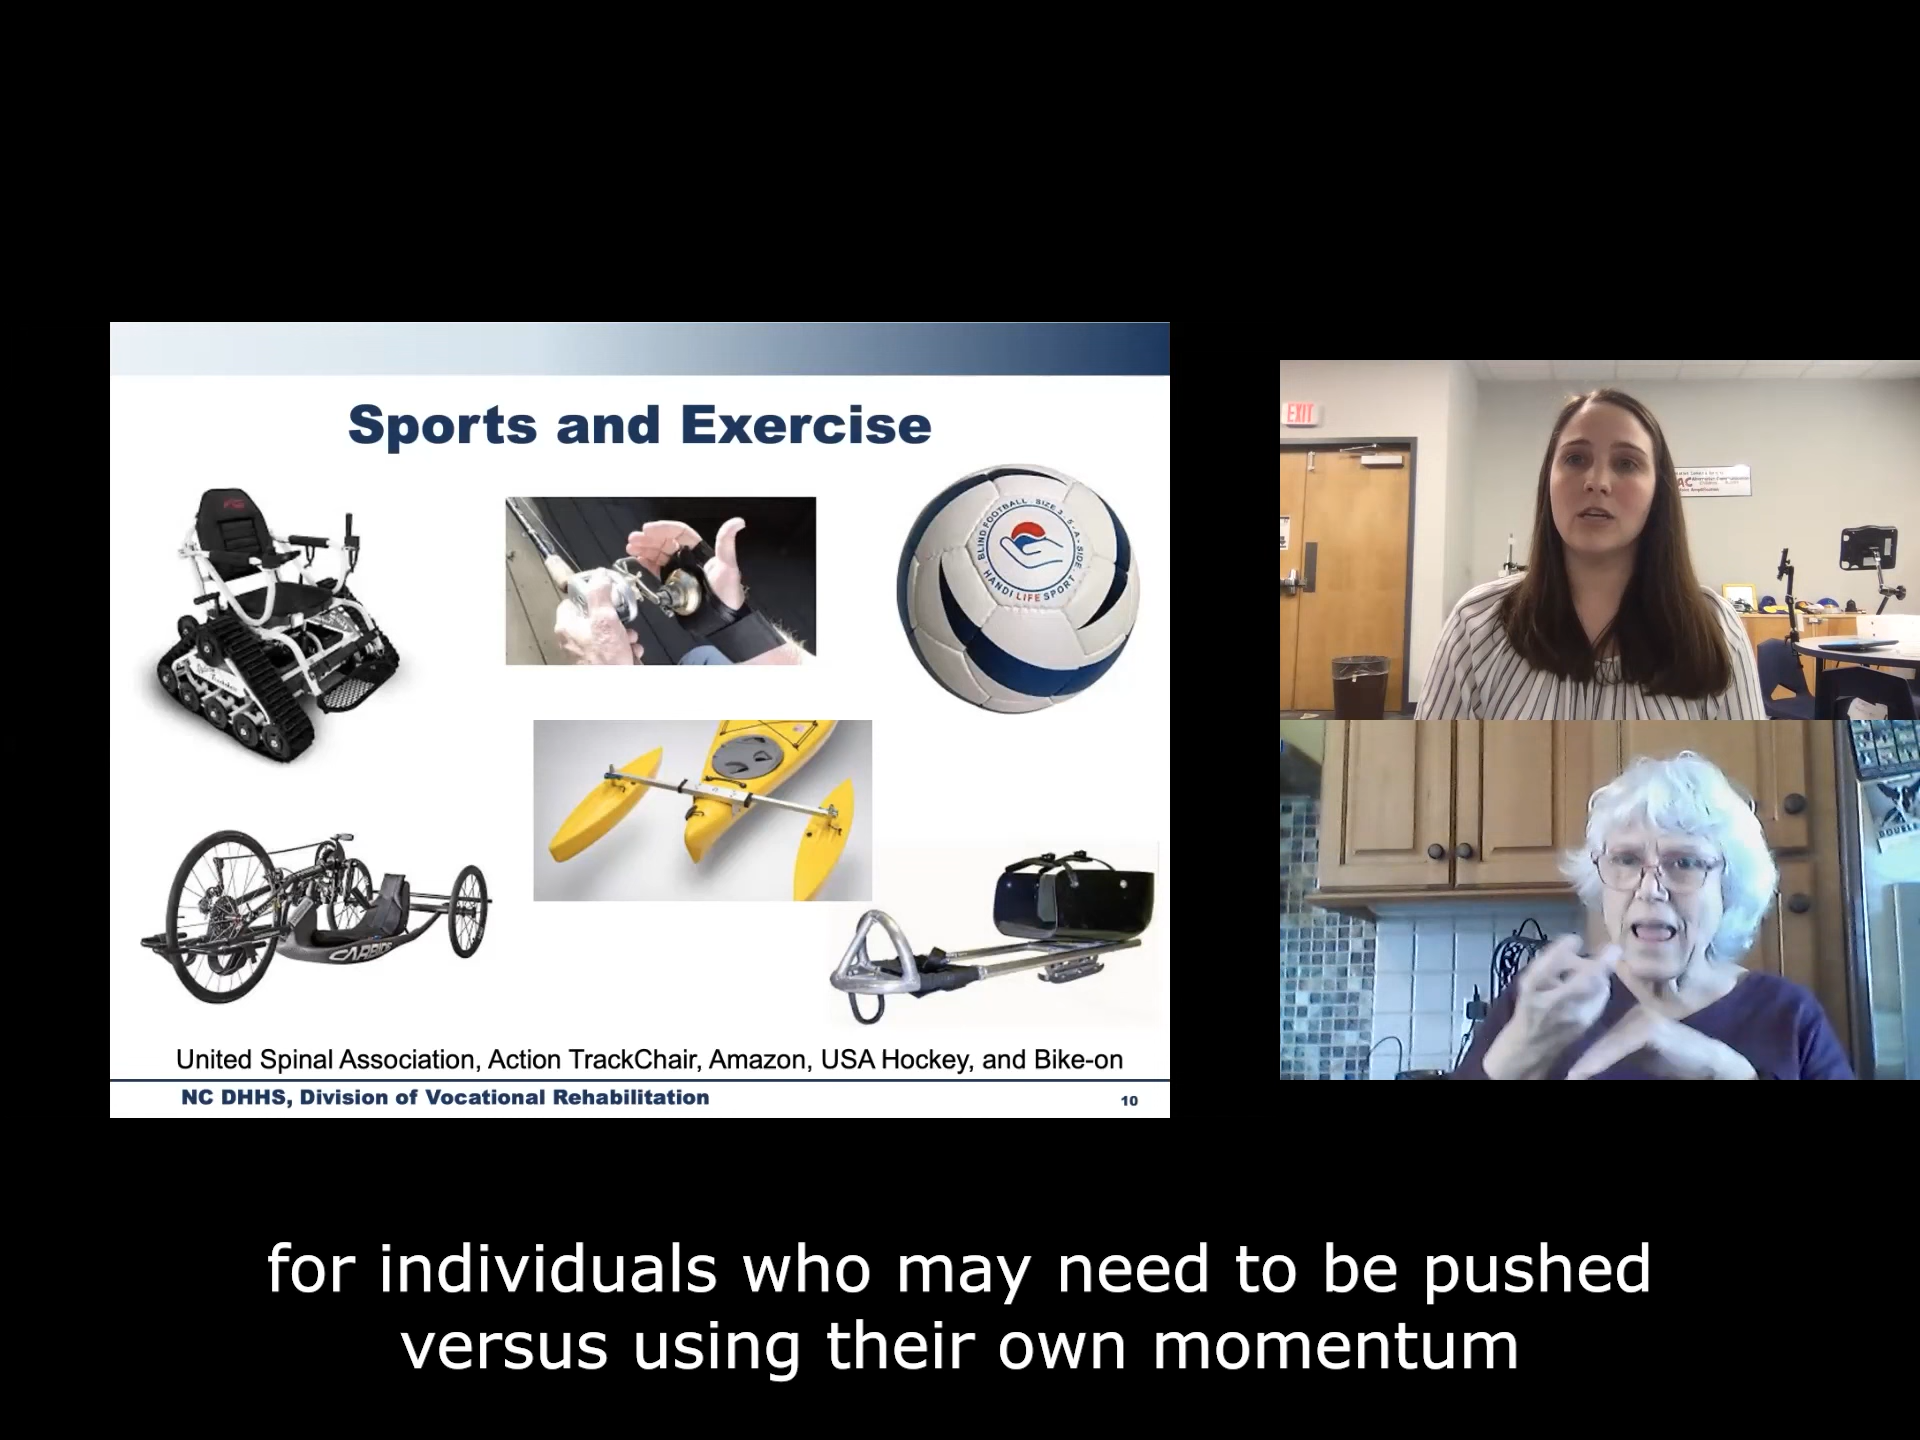 Sports and Exercise
BLIND FOOTBALL . SIZE 3 . 5 - A - SIDE
HANDI LIFE SPORT
CARBIDE
United Spinal Association, Action TrackChair, Amazon, USA Hockey, and Bike-on
NC DHHS, Division of Vocational Rehabilitation
10
EXIT
DOUBLE
for individuals who may need to be pushed
versus using their own momentum